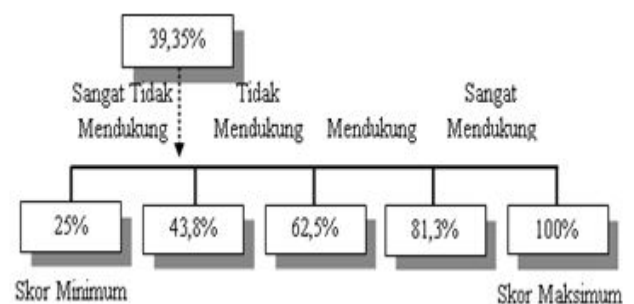 39,35%
Sangat Tidak
Mendukung
Tidak
Mendukung
Mendukung
Sangat
Mendukung
25%
43,8%
62,5%
81,3%
100%
Skor Minimum
Skor Maksimum